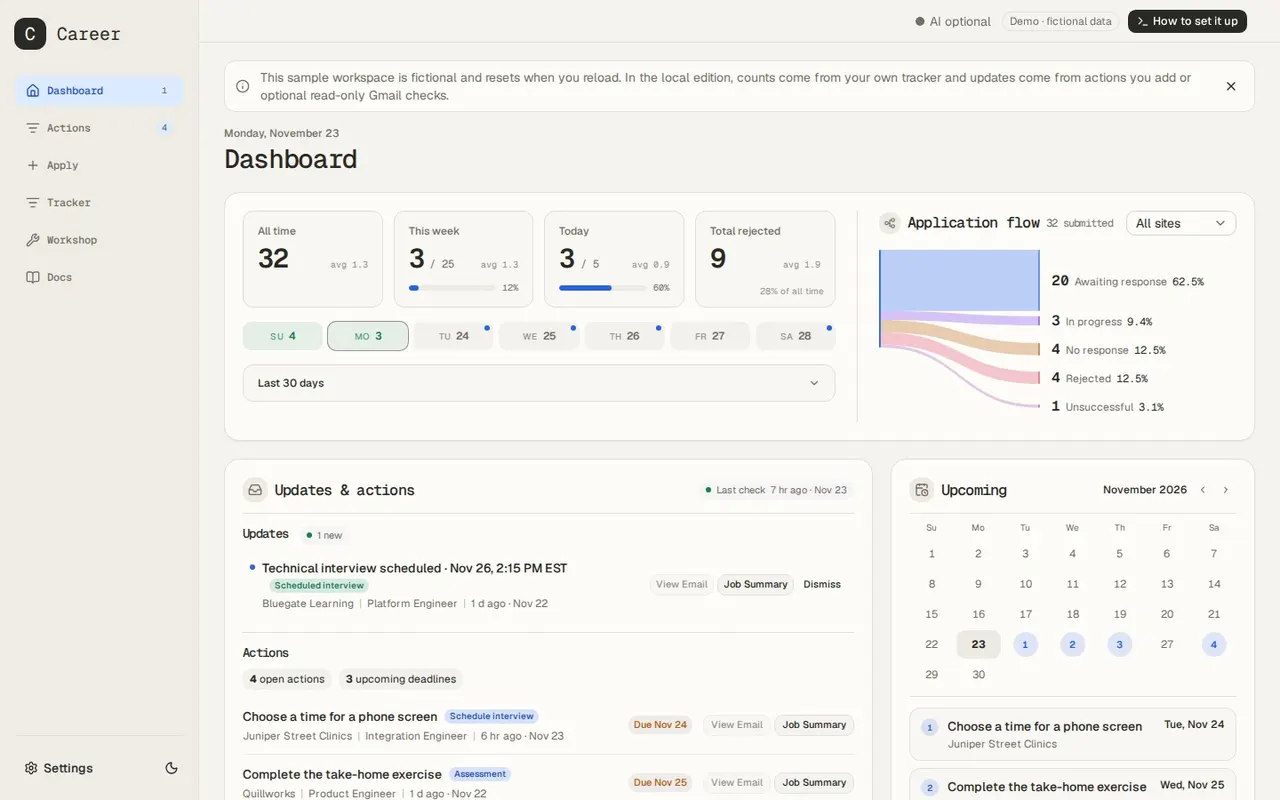 C Career
Dashboard 1
Actions 4
Apply
Tracker
Workshop
Docs
Settings
AI optional
Demo · fictional data
>_ How to set it up
This sample workspace is fictional and resets when you reload. In the local edition, counts come from your own tracker and updates come from actions you add or
optional read-only Gmail checks.
Monday, November 23
Dashboard
All time
32 avg 1.3
This week
3 / 25 avg 1.3
12%
Today
3 / 5 avg 0.9
60%
Total rejected
9 avg 1.9
28% of all time
SU 4 MO 3 TU 24 WE 25 TH 26 FR 27 SA 28
Last 30 days
Application flow 32 submitted All sites
20 Awaiting response 62.5%
3 In progress 9.4%
4 No response 12.5%
4 Rejected 12.5%
1 Unsuccessful 3.1%
Updates & actions Last check 7 hr ago · Nov 23
Updates 1 new
Technical interview scheduled · Nov 26, 2:15 PM EST
Scheduled interview
Bluegate Learning | Platform Engineer | 1 d ago · Nov 22
View Email Job Summary Dismiss
Actions
4 open actions 3 upcoming deadlines
Choose a time for a phone screen Schedule interview
Juniper Street Clinics | Integration Engineer | 6 hr ago · Nov 23
Due Nov 24 View Email Job Summary
Complete the take-home exercise Assessment
Quillworks | Product Engineer | 1 d ago · Nov 22
Due Nov 25 View Email Job Summary
Upcoming November 2026
Su Mo Tu We Th Fr Sa
1 2 3 4 5 6 7
8 9 10 11 12 13 14
15 16 17 18 19 20 21
22 23 1 2 3 27 4
29 30
1 Choose a time for a phone screen Tue, Nov 24
Juniper Street Clinics
2 Complete the take-home exercise Wed, Nov 25